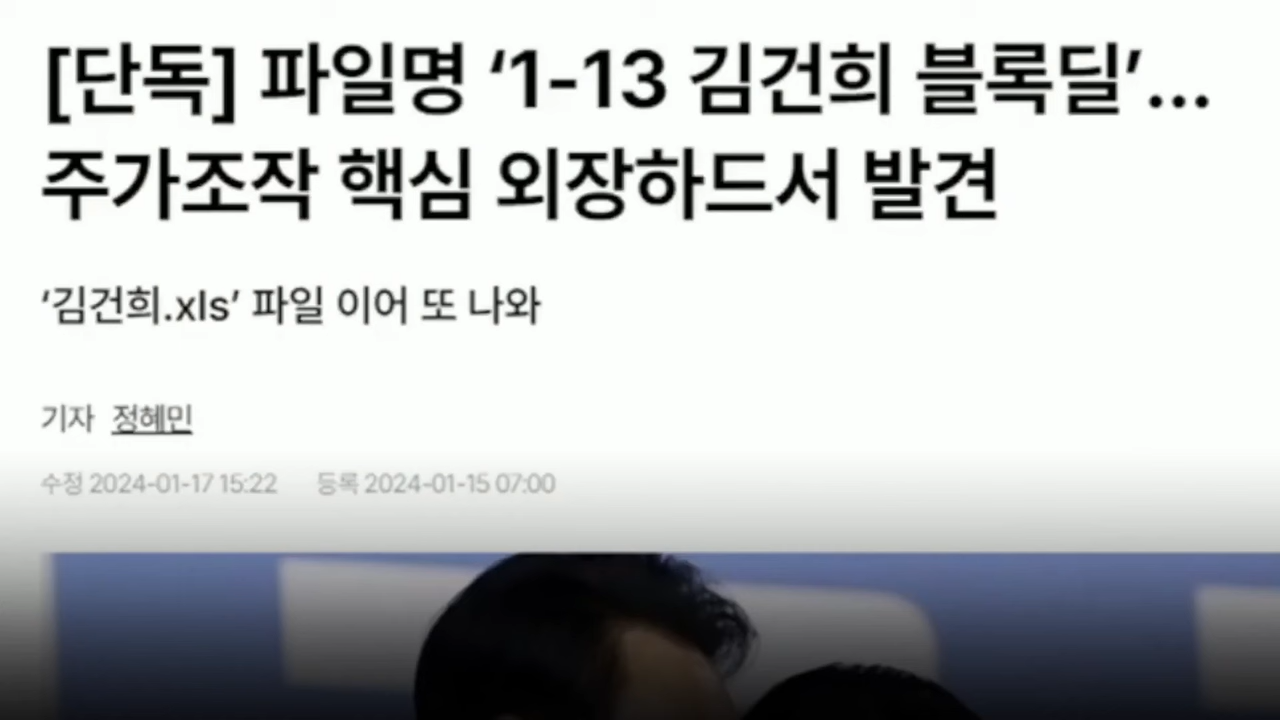 [단독] 파일명 ‘1-13 김건희 블록딜’…
주가조작 핵심 외장하드서 발견
‘김건희.xls’ 파일 이어 또 나와
기자 정혜민
수정 2024-01-17 15:22 등록 2024-01-15 07:00